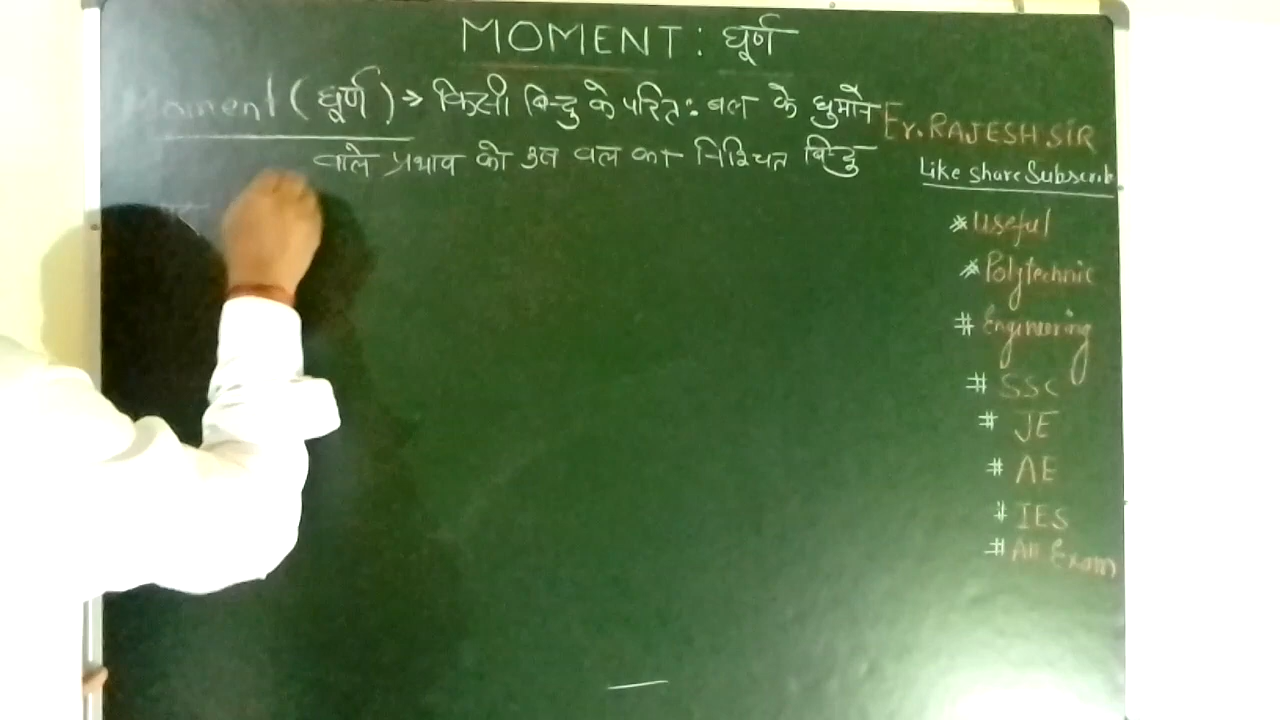 MOMENT: घूर्ण
Moment (घूर्ण) → किसी बिन्दु के परित: बल के घुमाने
वाले प्रभाव को उस बल का निश्चित बिन्दु
Er. RAJESH SIR
Like share Subscrib
* Useful
* Polytechnic
# Engineering
# SSC
# JE
# AE
# IES
# All Exam